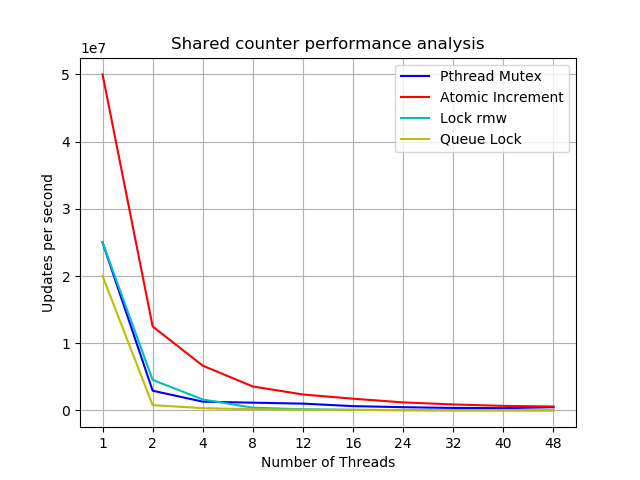 Shared counter performance analysis
1e7
5
4
3
2
1
0
Updates per second
Pthread Mutex
Atomic Increment
Lock rmw
Queue Lock
1 2 4 8 12 16 24 32 40 48
Number of Threads